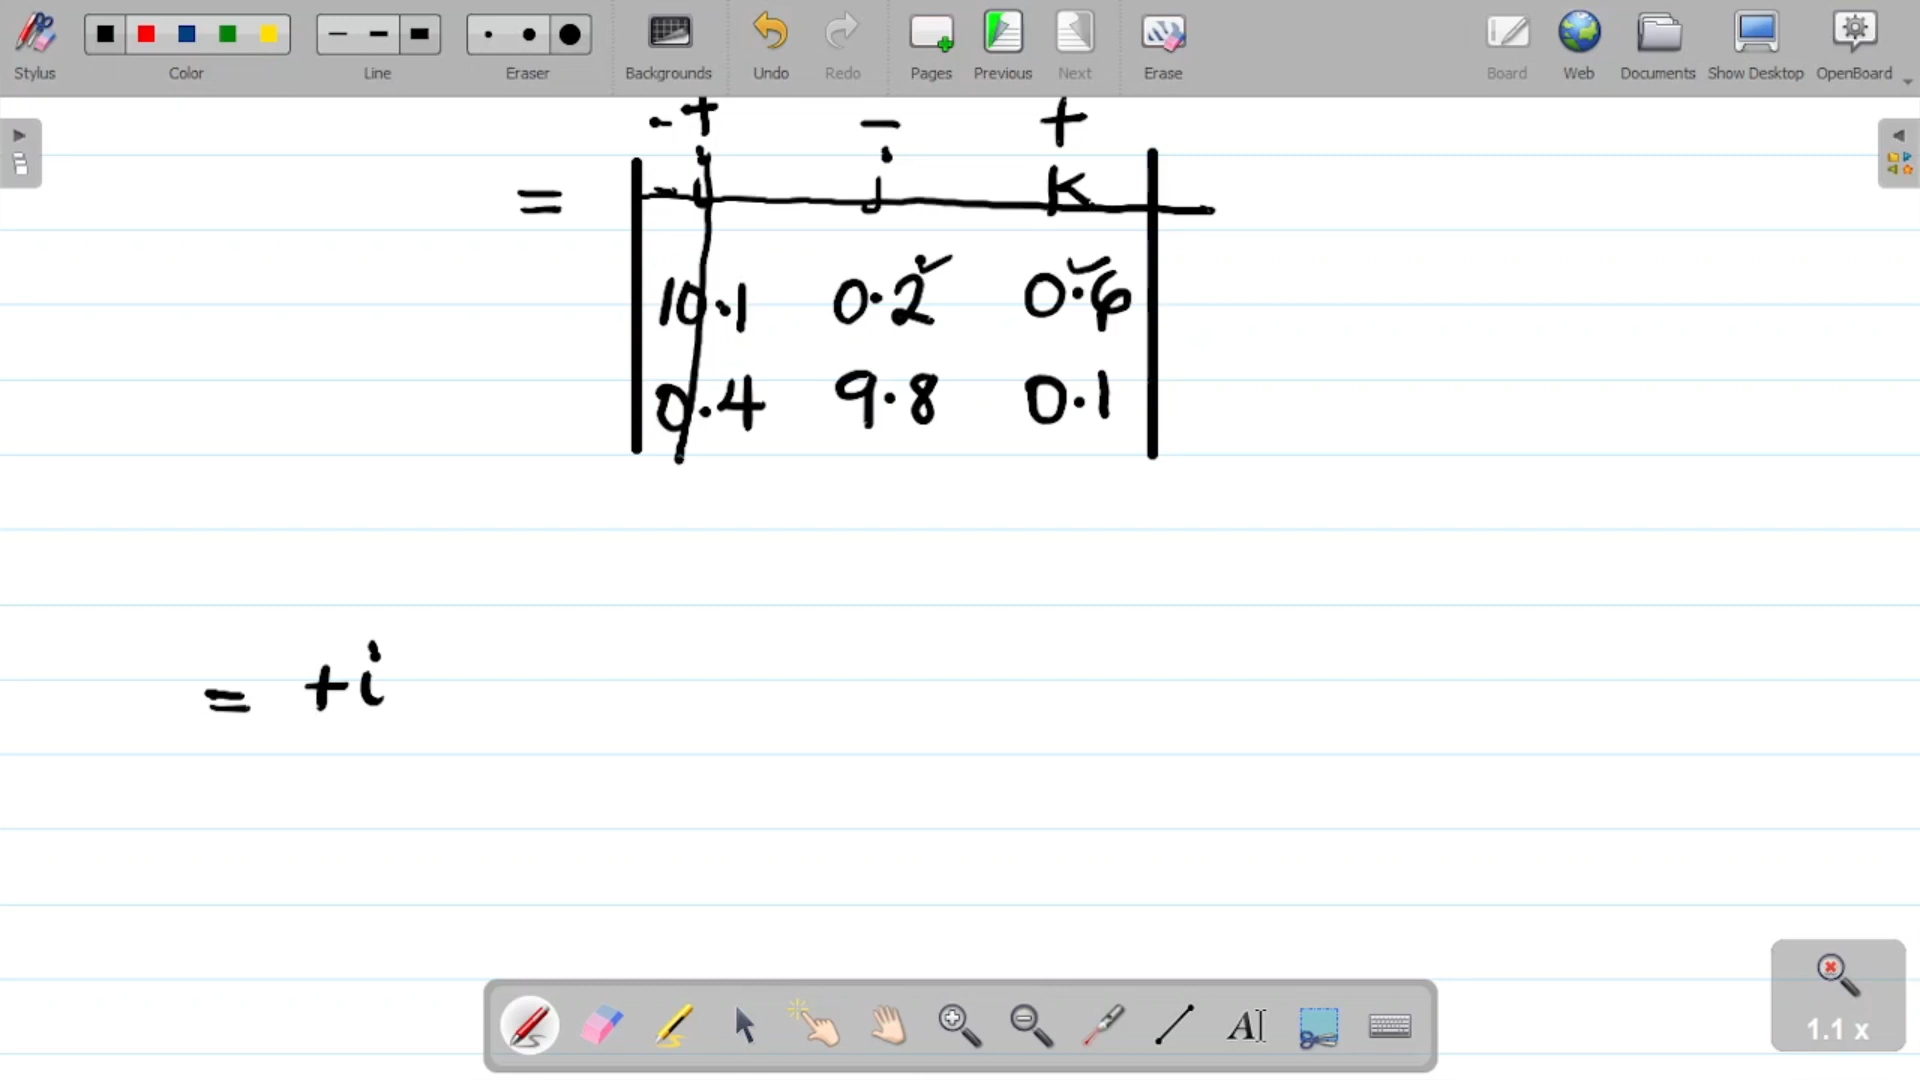 Stylus Color Line Eraser Backgrounds Undo Redo Pages Previous Next Erase Board Web Documents Show Desktop OpenBoard
+ − +
= i j K
10.1 0.2 0.6
0.4 9.8 0.1
= +i
AI
1.1 x